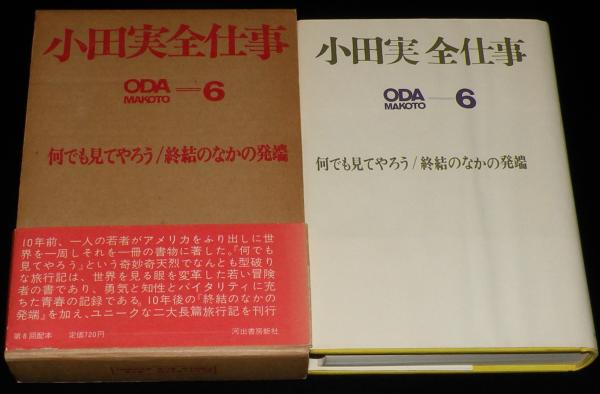 小田実全仕事
ODA
MAKOTO
6
何でも見てやろう/終結のなかの発端
10年前、一人の若者がアメリカをふり出しに世
界を一周しそれを一冊の書物に著した。『何でも
見てやろう』という奇妙奇天烈でなんとも型破り
な旅行記は、世界を見る眼を変革した若い冒険
者の書であり、勇気と知性とバイタリティに充
ちた青春の記録である。10年後の『終結のなかの
発端』を加え、ユニークな二大長篇旅行記を刊行
第8回配本 定価720円 河出書房新社
小田実 全仕事
ODA
MAKOTO
6
何でも見てやろう/終結のなかの発端